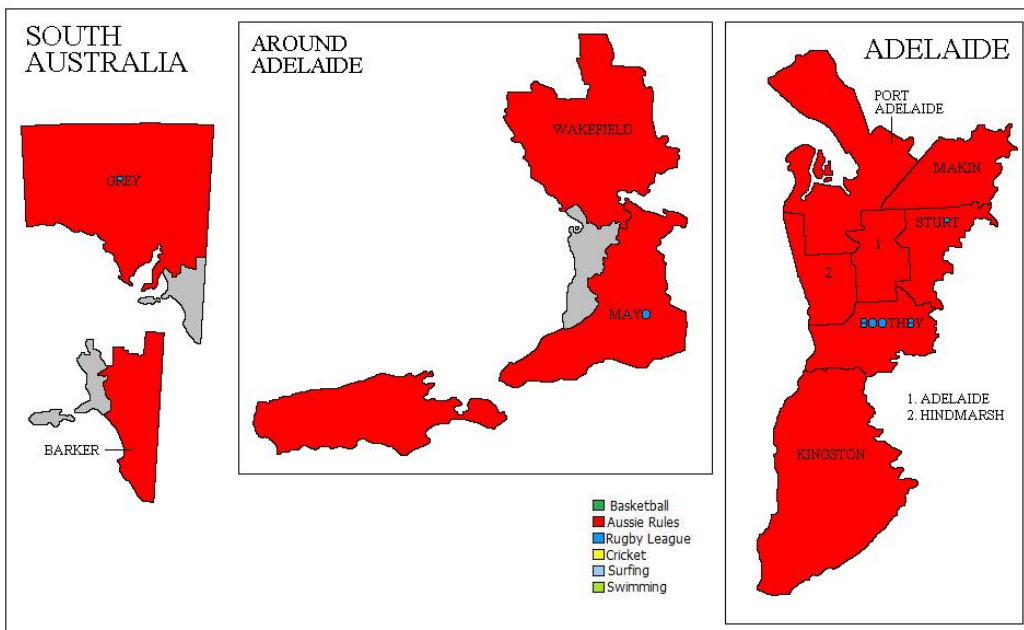 SOUTH
AUSTRALIA
GREY
BARKER
AROUND
ADELAIDE
WAKEFIELD
MAYO
Basketball
Aussie Rules
Rugby League
Cricket
Surfing
Swimming
ADELAIDE
PORT
ADELAIDE
MAKIN
STURT
1
2
BOOTHBY
1. ADELAIDE
2. HINDMARSH
KINGSTON